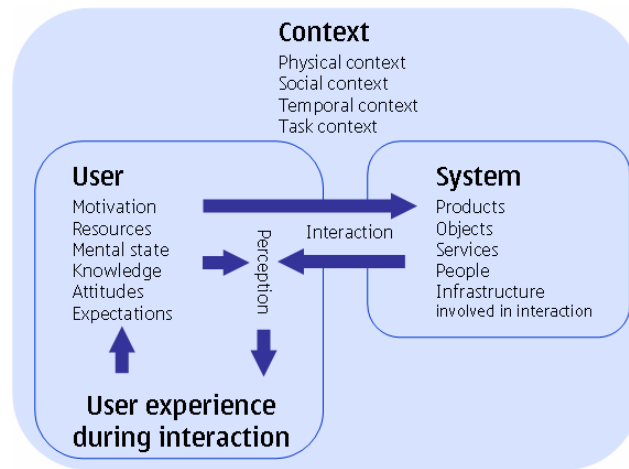 Context
Physical context
Social context
Temporal context
Task context
User
Motivation
Resources
Mental state
Knowledge
Attitudes
Expectations
Perception
Interaction
System
Products
Objects
Services
People
Infrastructure
involved in interaction
User experience
during interaction